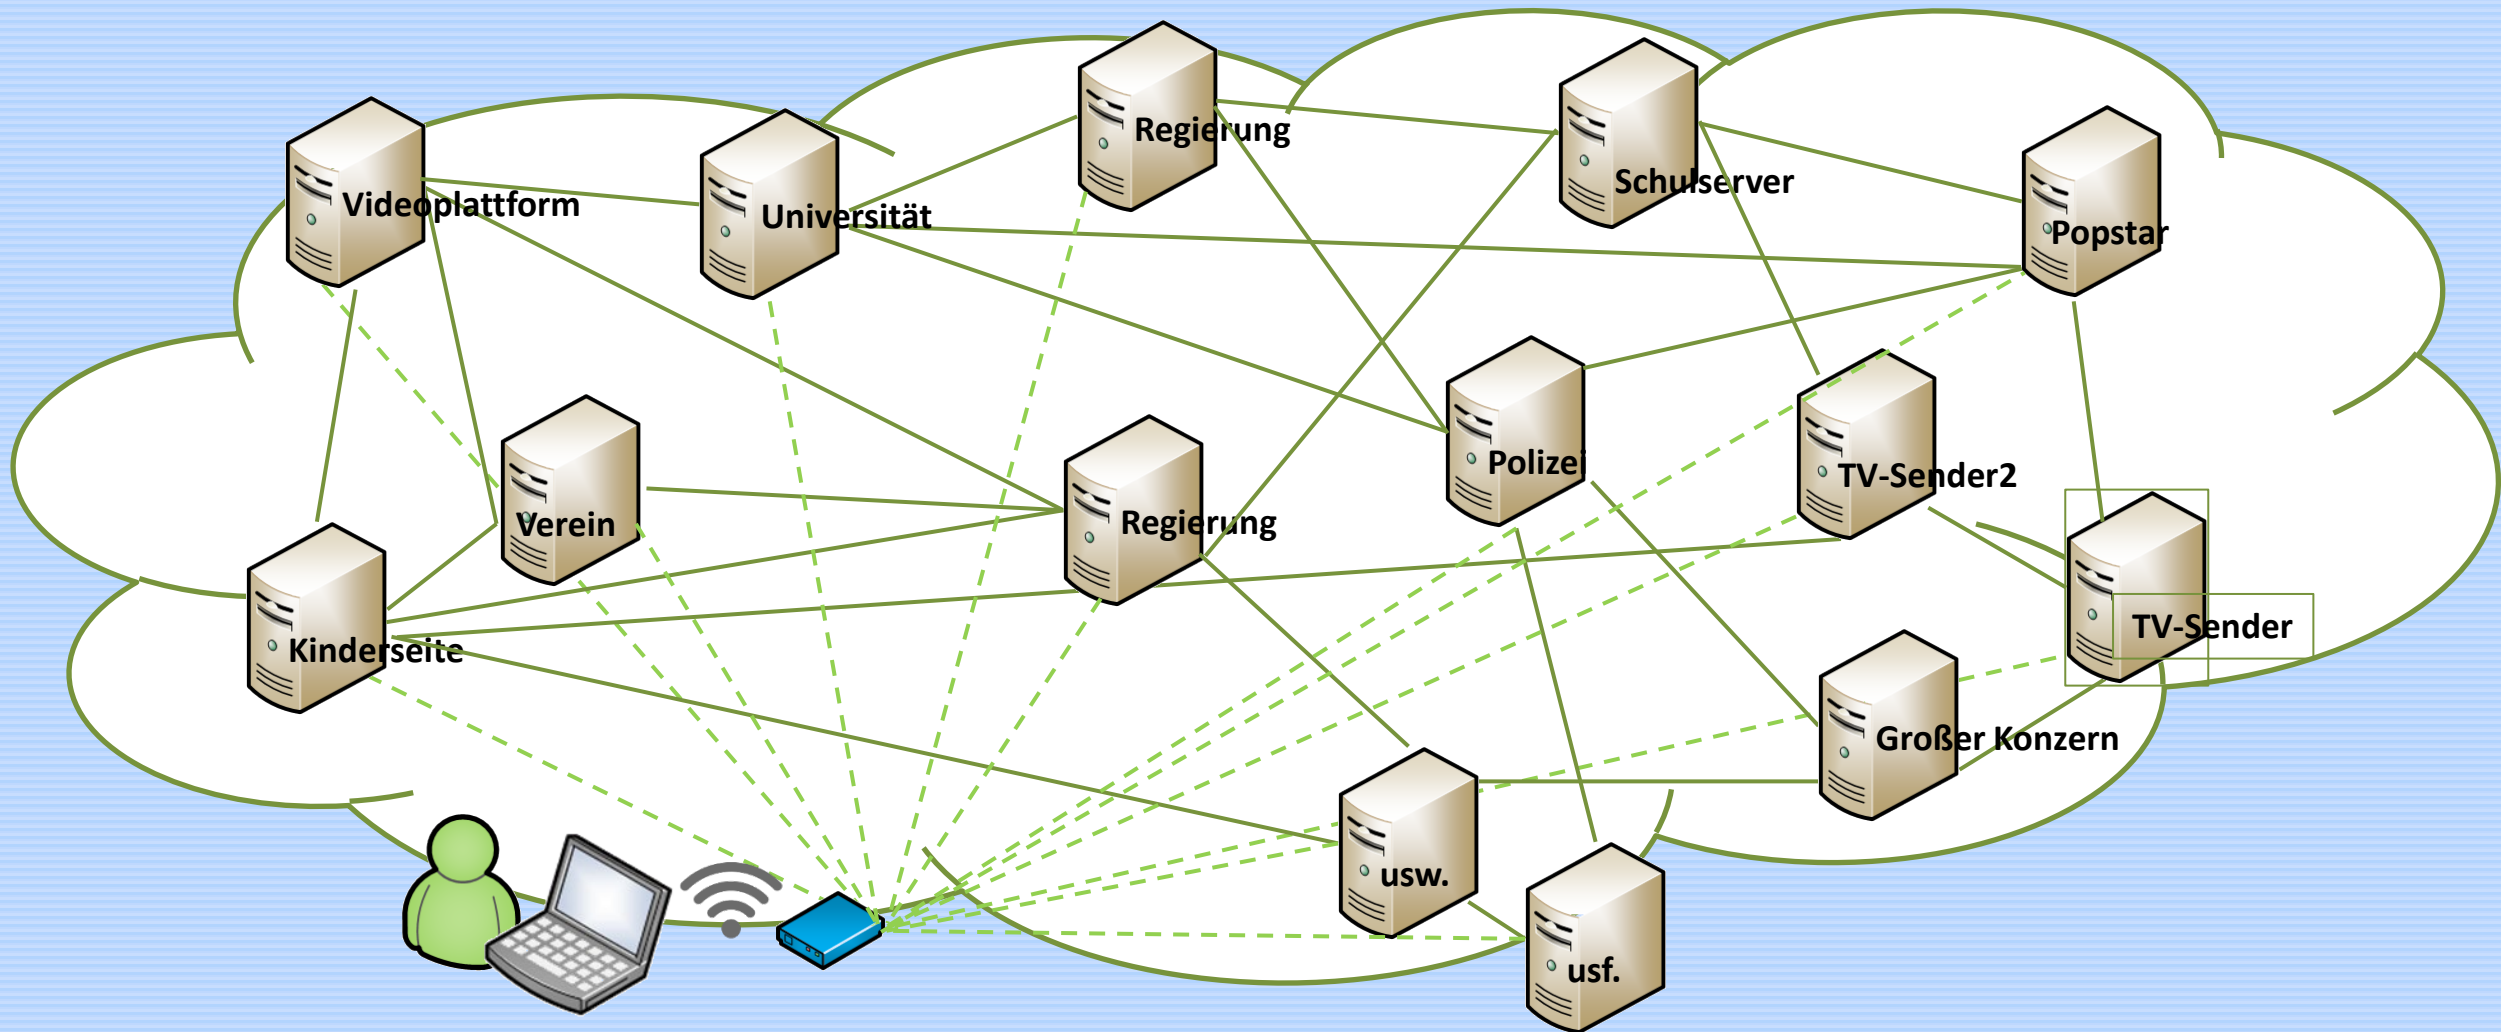 Regierung
Schulserver
Videoplattform
Universität
Popstar
Polizei
TV-Sender2
Verein
Regierung
TV-Sender
Kinderseite
Großer Konzern
usw.
usf.